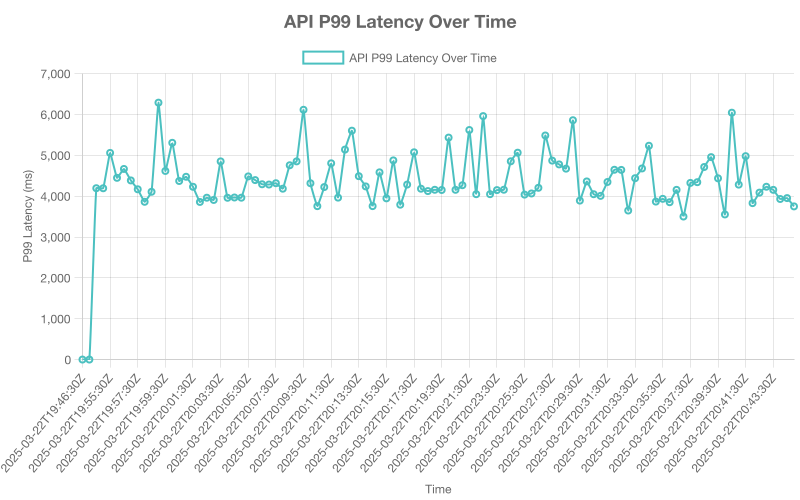 API P99 Latency Over Time
API P99 Latency Over Time
7,000
6,000
5,000
4,000
3,000
2,000
1,000
0
P99 Latency (ms)
2025-03-22T19:46:30Z
2025-03-22T19:55:30Z
2025-03-22T19:57:30Z
2025-03-22T19:59:30Z
2025-03-22T20:01:30Z
2025-03-22T20:03:30Z
2025-03-22T20:05:30Z
2025-03-22T20:07:30Z
2025-03-22T20:09:30Z
2025-03-22T20:11:30Z
2025-03-22T20:13:30Z
2025-03-22T20:15:30Z
2025-03-22T20:17:30Z
2025-03-22T20:19:30Z
2025-03-22T20:21:30Z
2025-03-22T20:23:30Z
2025-03-22T20:25:30Z
2025-03-22T20:27:30Z
2025-03-22T20:29:30Z
2025-03-22T20:31:30Z
2025-03-22T20:33:30Z
2025-03-22T20:35:30Z
2025-03-22T20:37:30Z
2025-03-22T20:39:30Z
2025-03-22T20:41:30Z
2025-03-22T20:43:30Z
Time